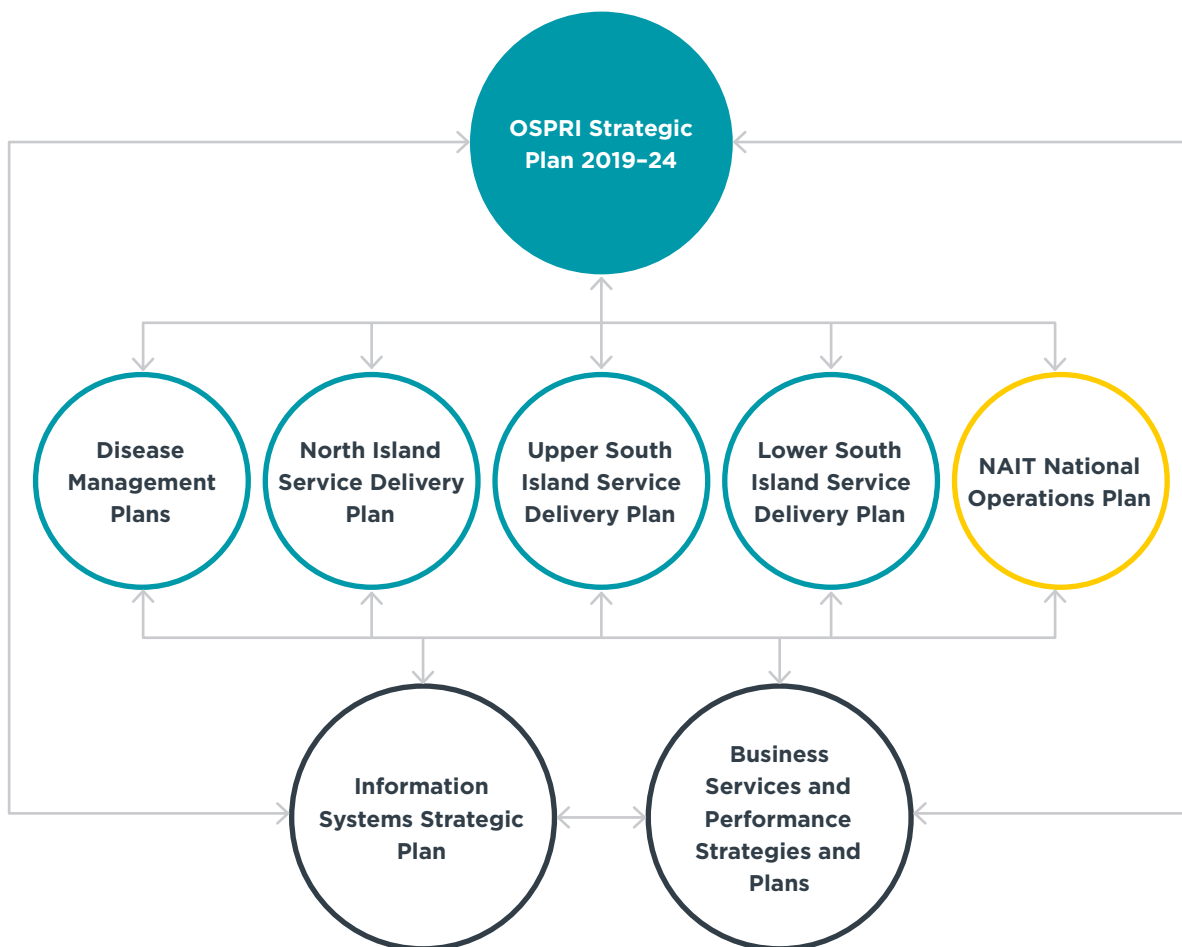 OSPRI Strategic
Plan 2019–24
Disease
Management
Plans
North Island
Service Delivery
Plan
Upper South
Island Service
Delivery Plan
Lower South
Island Service
Delivery Plan
NAIT National
Operations Plan
Information
Systems Strategic
Plan
Business
Services and
Performance
Strategies and
Plans